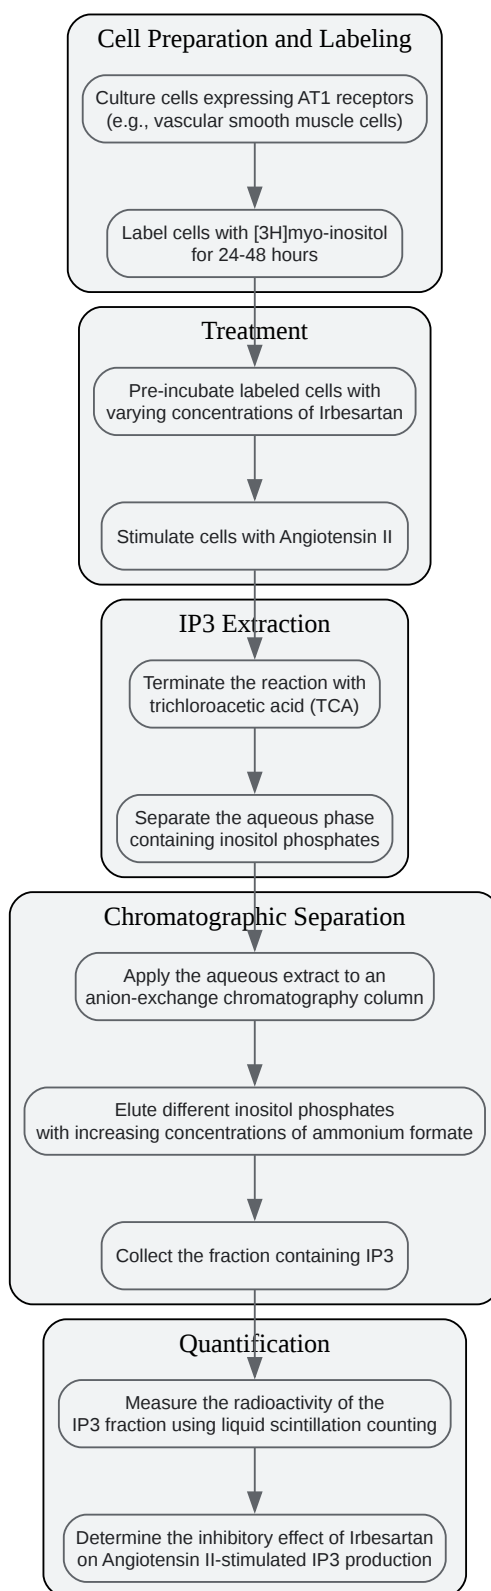 Cell Preparation and Labeling
Culture cells expressing AT1 receptors
(e.g., vascular smooth muscle cells)
Label cells with [3H]myo-inositol
for 24-48 hours
Treatment
Pre-incubate labeled cells with
varying concentrations of Irbesartan
Stimulate cells with Angiotensin II
IP3 Extraction
Terminate the reaction with
trichloroacetic acid (TCA)
Separate the aqueous phase
containing inositol phosphates
Chromatographic Separation
Apply the aqueous extract to an
anion-exchange chromatography column
Elute different inositol phosphates
with increasing concentrations of ammonium formate
Collect the fraction containing IP3
Quantification
Measure the radioactivity of the
IP3 fraction using liquid scintillation counting
Determine the inhibitory effect of Irbesartan
on Angiotensin II-stimulated IP3 production